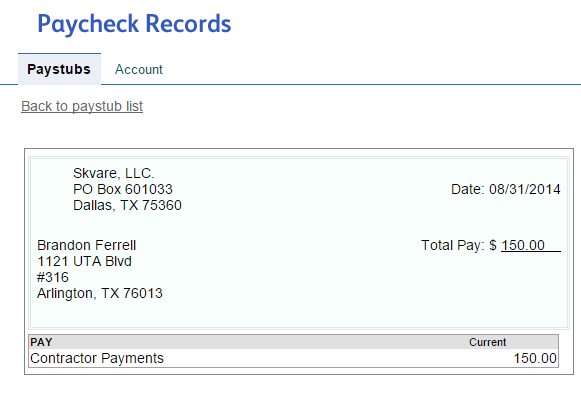 Paycheck Records
Paystubs Account
Back to paystub list
Skvare, LLC.
PO Box 601033
Dallas, TX 75360
Date: 08/31/2014
Brandon Ferrell
1121 UTA Blvd
#316
Arlington, TX 76013
Total Pay: $ 150.00
PAY Current
Contractor Payments 150.00